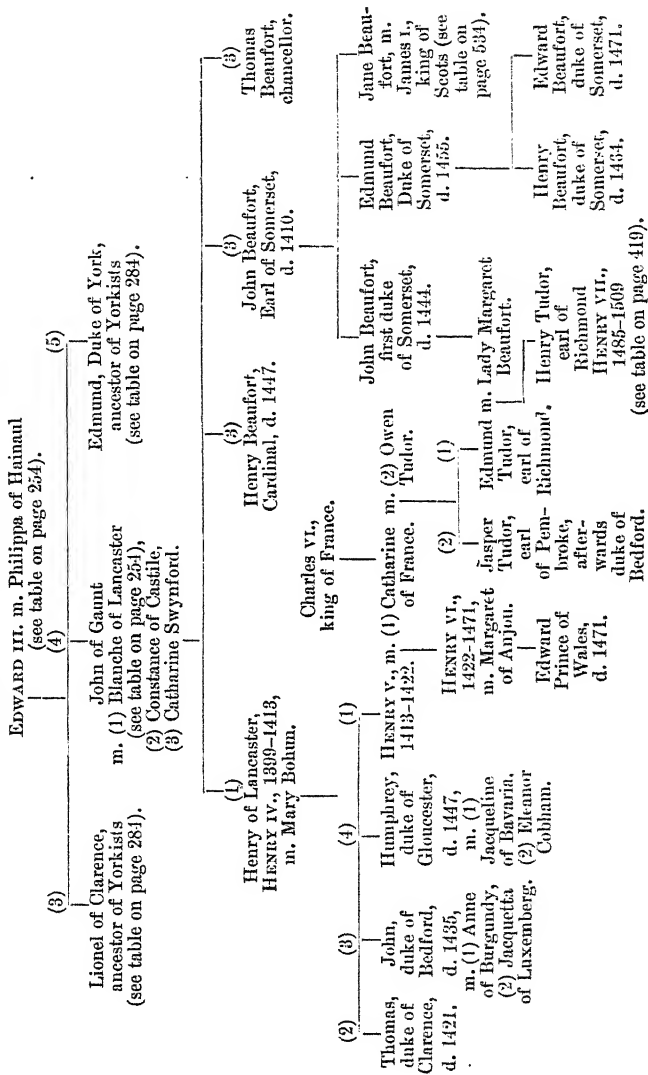 EDWARD III. m. Philippa of Hainaul
(see table on page 254).
(3)
Lionel of Clarence,
ancestor of Yorkists
(see table on page 284).
(4)
John of Gaunt
m. (1) Blanche of Lancaster
(see table on page 254),
(2) Constance of Castile,
(3) Catharine Swynford.
(5)
Edmund, Duke of York,
ancestor of Yorkists
(see table on page 284).
(1)
Henry of Lancaster,
HENRY IV., 1399–1413,
m. Mary Bohun.
(3)
Henry Beaufort,
Cardinal, d. 1447.
(3)
John Beaufort,
Earl of Somerset,
d. 1410.
(3)
Thomas
Beaufort,
chancellor.
Charles VI.,
king of France.
John Beaufort,
first duke
of Somerset,
d. 1444.
Edmund
Beaufort,
Duke of
Somerset,
d. 1455.
Jane Beau-
fort, m.
James I.,
king of
Scots (see
table on
page 534).
(2)
Thomas,
duke of
Clarence,
d. 1421.
(3)
John,
duke of
Bedford,
d. 1435,
m. (1) Anne
of Burgundy,
(2) Jacquetta
of Luxemberg.
(4)
Humphrey,
duke of
Gloucester,
d. 1447,
m. (1)
Jacqueline
of Bavaria.
(2) Eleanor
Cobham.
(1)
HENRY V., m. (1) Catharine m. (2) Owen
1413–1422. of France. Tudor.
HENRY VI.,
1422–1471,
m. Margaret
of Anjou.
Edward
Prince of
Wales,
d. 1471.
(2)
Jasper
Tudor,
earl
of Pem-
broke,
after-
wards
duke of
Bedford.
(1)
Edmund m. Lady Margaret
Tudor, Beaufort.
earl of
Richmond.
Henry Tudor,
earl of
Richmond
HENRY VII.,
1485–1509
(see table on page 419).
Henry
Beaufort,
duke of
Somerset,
d. 1464.
Edward
Beaufort,
duke of
Somerset,
d. 1471.